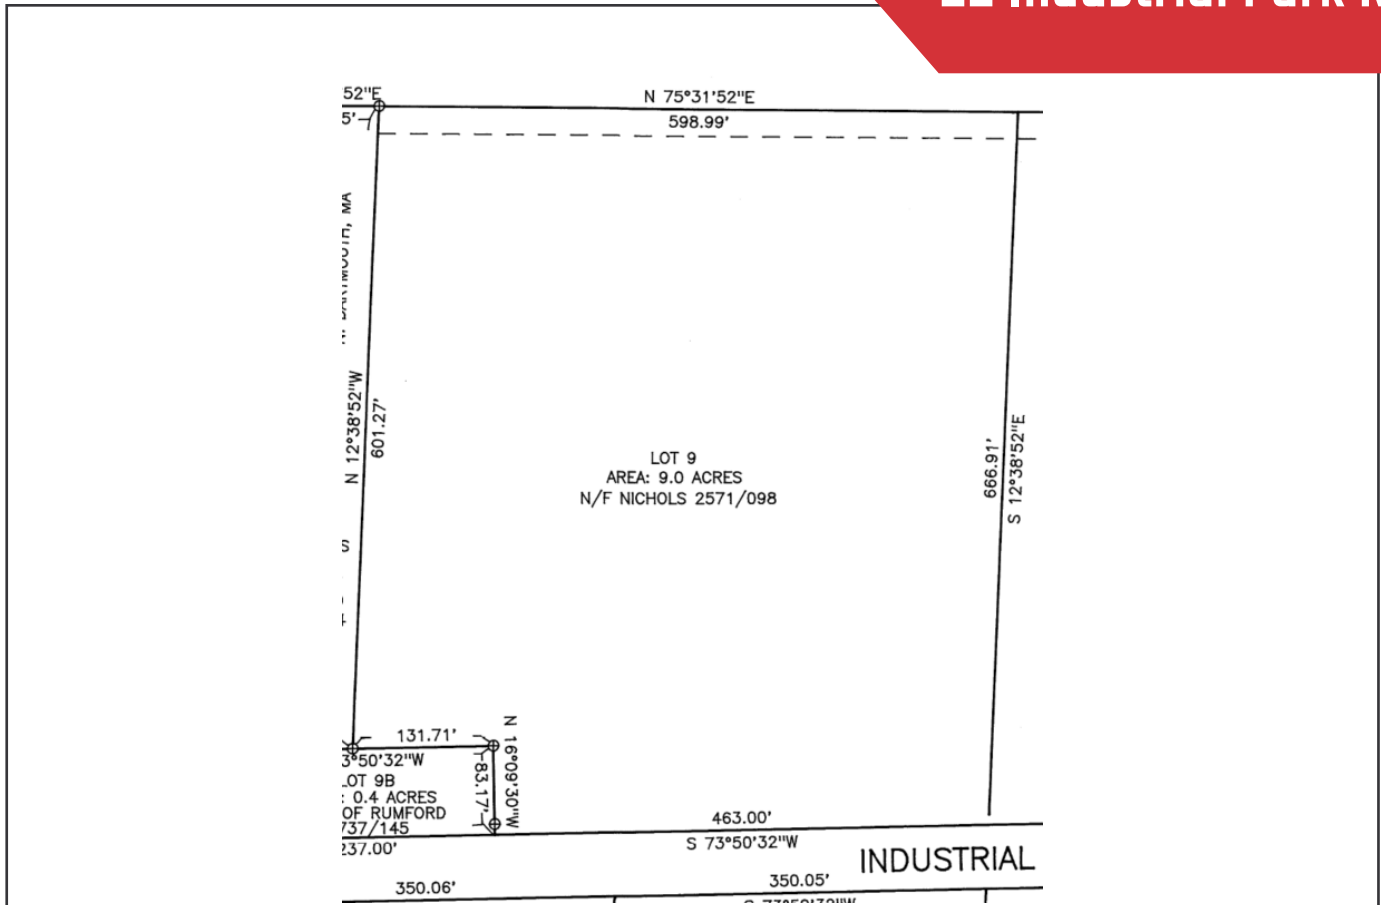 52"E
5'
N 75°31'52"E
598.99'
N 12°38'52"W
601.27'
LOT 9
AREA: 9.0 ACRES
N/F NICHOLS 2571/098
666.91'
S 12°38'52"E
S
131.71'
3°50'32"W
N 16°09'30"W
83.17'
LOT 9B
: 0.4 ACRES
OF RUMFORD
737/145
237.00'
463.00'
S 73°50'32"W
INDUSTRIAL
350.06'
350.05'